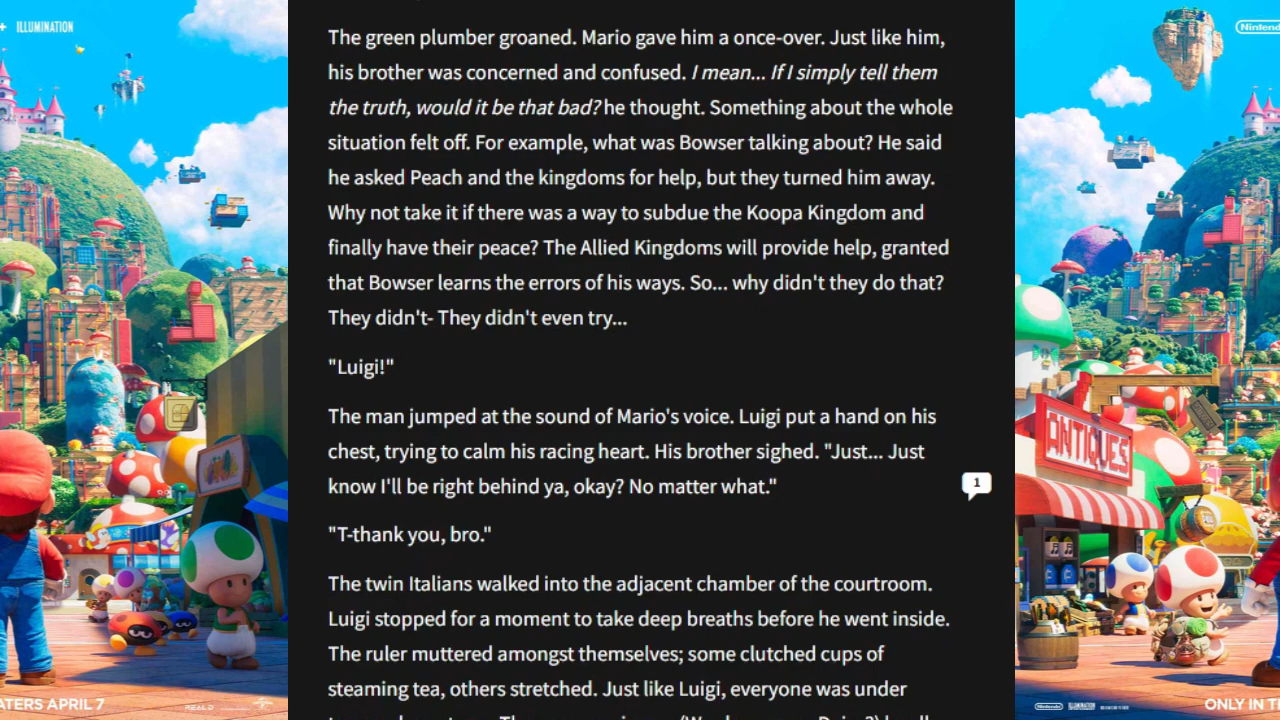 ILLUMINATION
Nintend
The green plumber groaned. Mario gave him a once-over. Just like him,
his brother was concerned and confused. I mean... If I simply tell them
the truth, would it be that bad? he thought. Something about the whole
situation felt off. For example, what was Bowser talking about? He said
he asked Peach and the kingdoms for help, but they turned him away.
Why not take it if there was a way to subdue the Koopa Kingdom and
finally have their peace? The Allied Kingdoms will provide help, granted
that Bowser learns the errors of his ways. So... why didn't they do that?
They didn't- They didn't even try...
"Luigi!"
The man jumped at the sound of Mario's voice. Luigi put a hand on his
chest, trying to calm his racing heart. His brother sighed. "Just... Just
know I'll be right behind ya, okay? No matter what."
1
"T-thank you, bro."
The twin Italians walked into the adjacent chamber of the courtroom.
Luigi stopped for a moment to take deep breaths before he went inside.
The ruler muttered amongst themselves; some clutched cups of
steaming tea, others stretched. Just like Luigi, everyone was under
ANTIQUES
ATERS APRIL 7
REALD
Nintendo
ONLY IN T